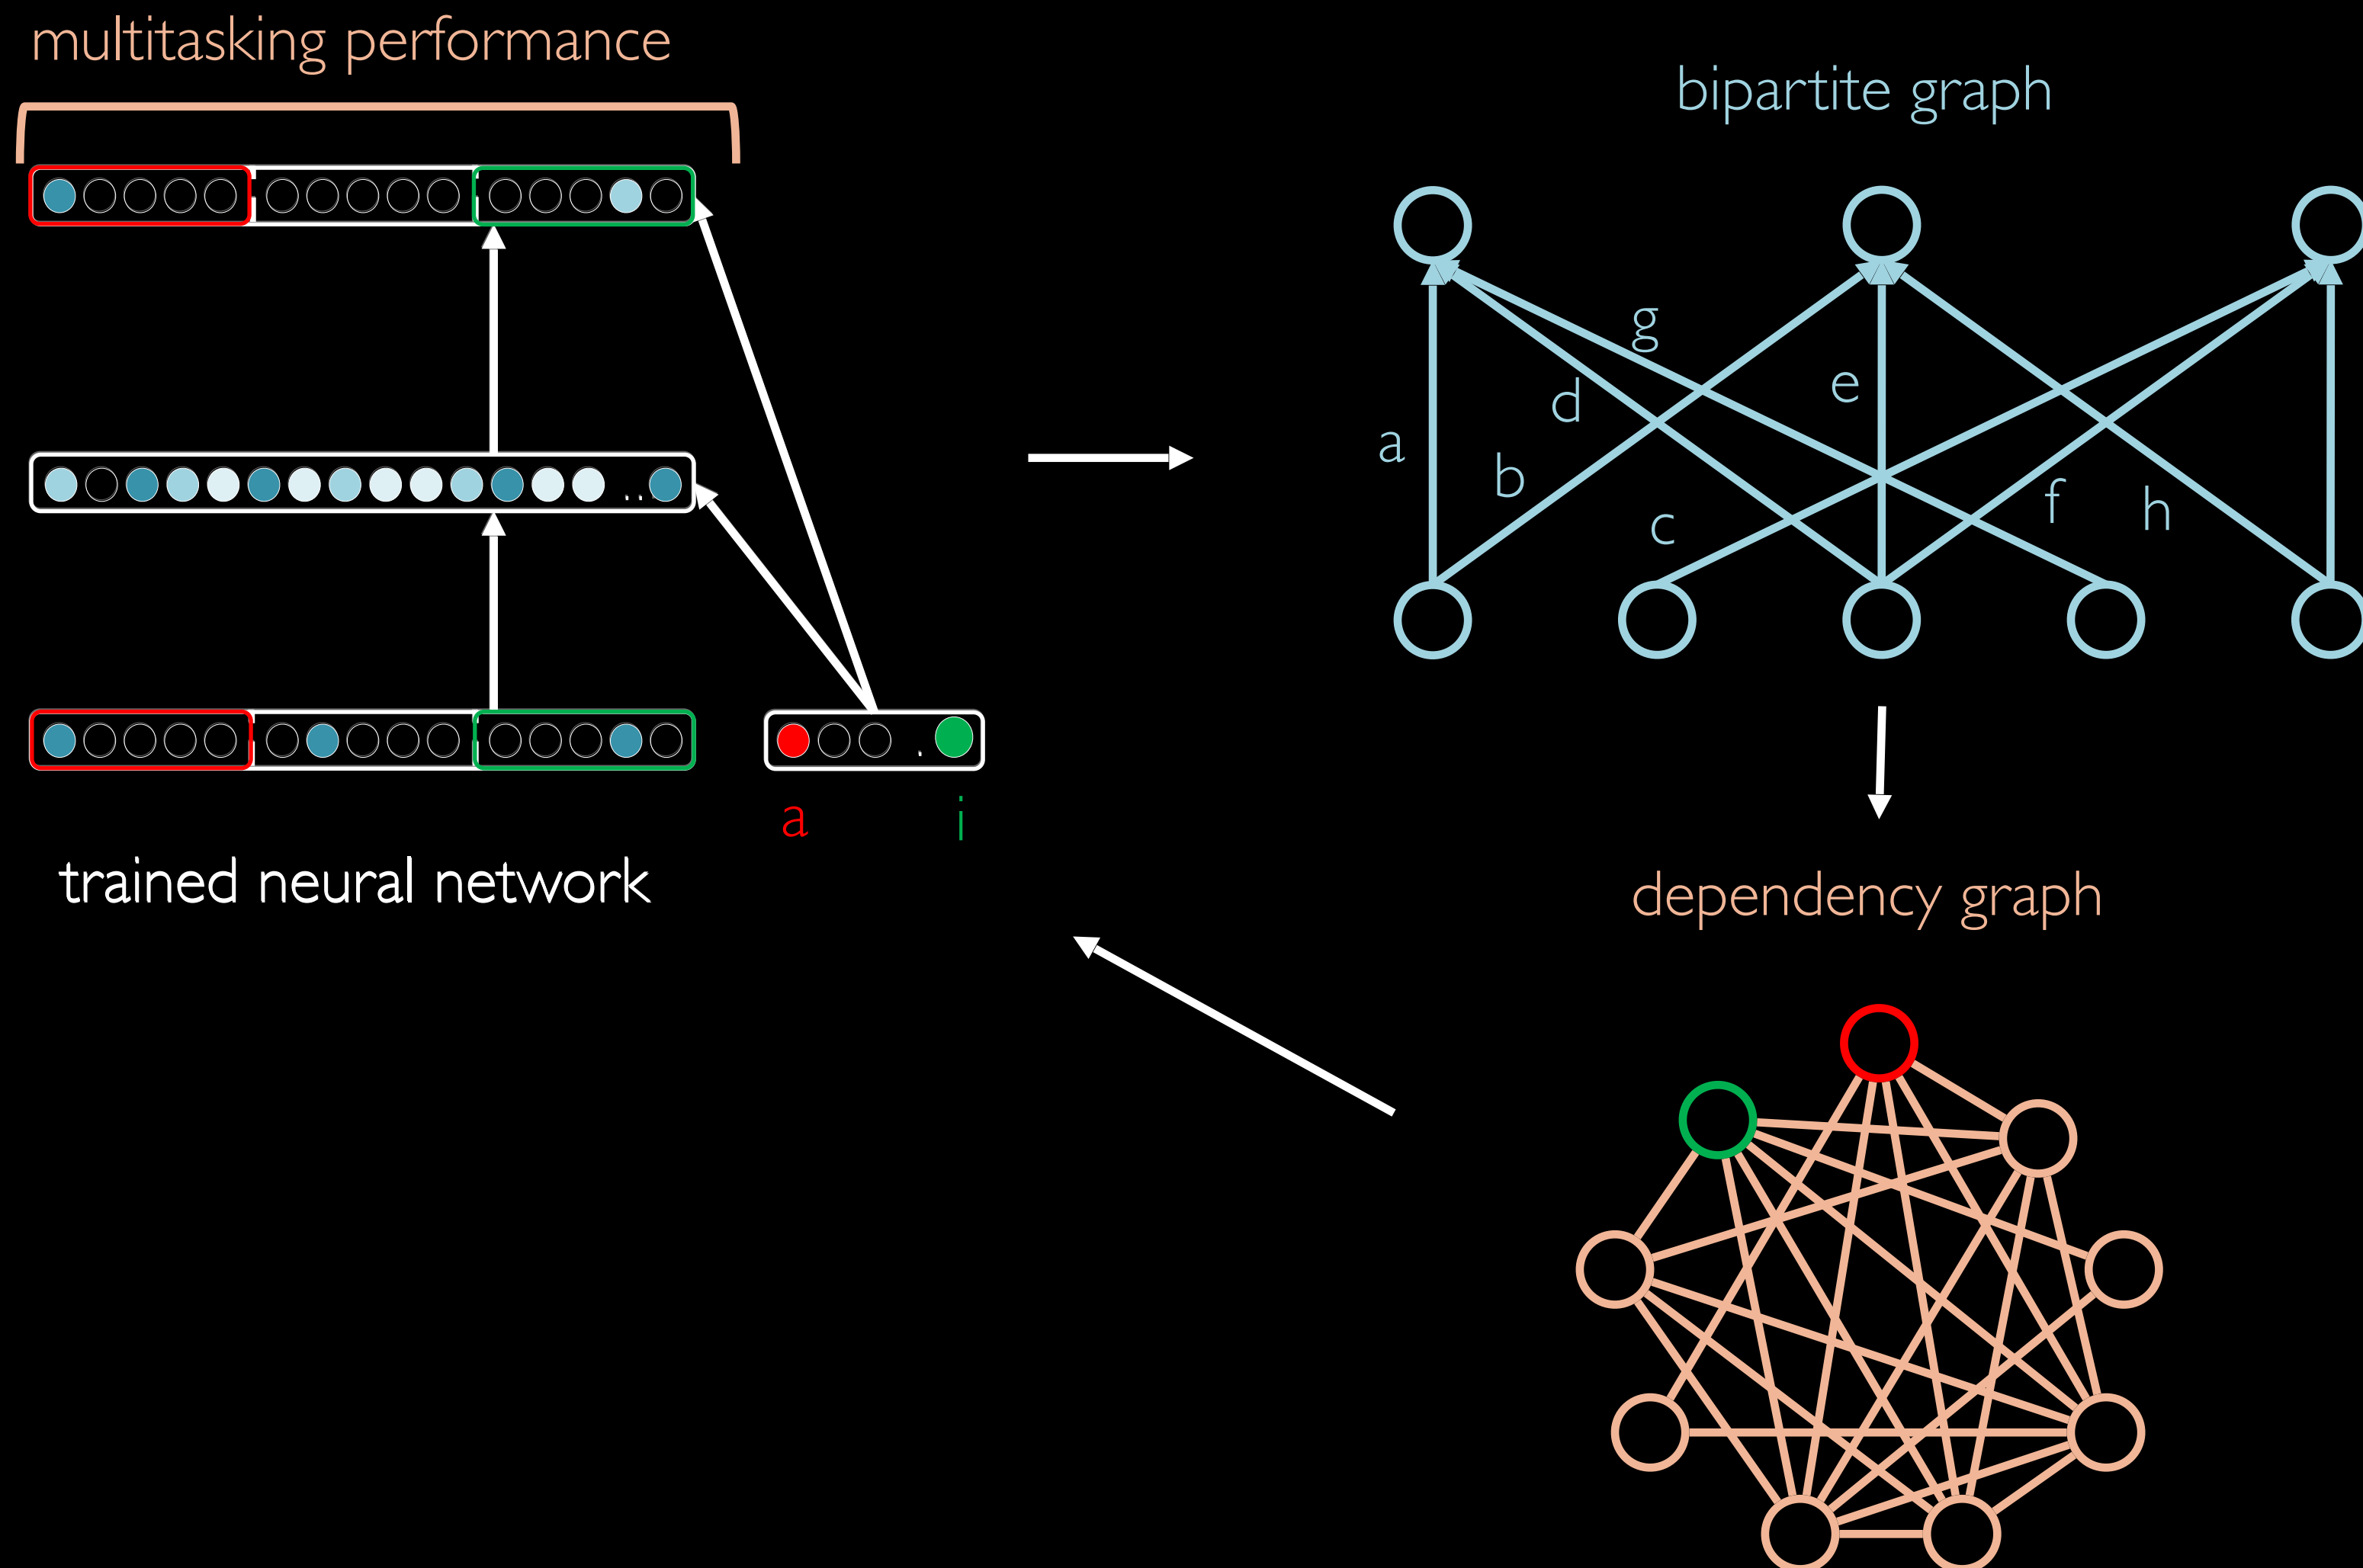 multitasking performance
bipartite graph
g
d
e
a
b
c
f
h
a
i
trained neural network
dependency graph